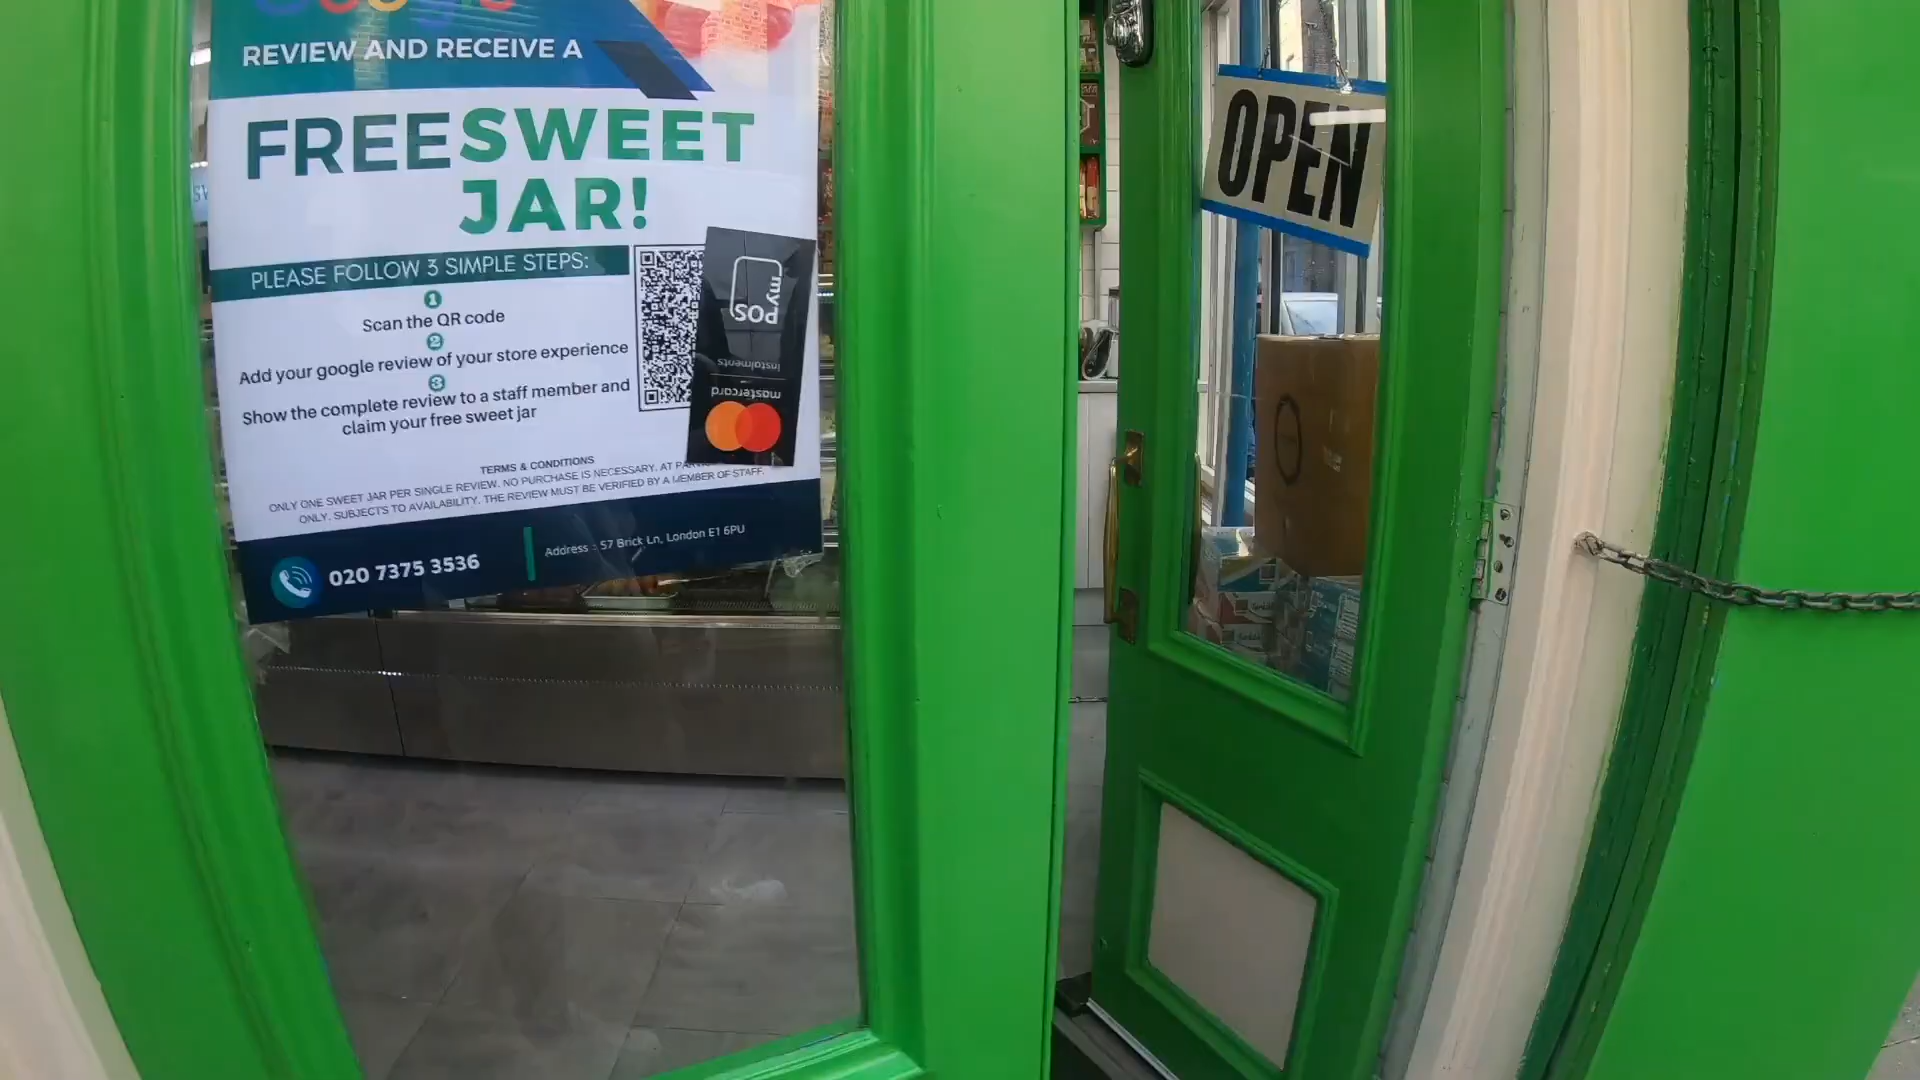 Google
REVIEW AND RECEIVE A
FREE SWEET
JAR!
PLEASE FOLLOW 3 SIMPLE STEPS:
1
Scan the QR code
2
Add your google review of your store experience
3
Show the complete review to a staff member and
claim your free sweet jar
TERMS & CONDITIONS
ONLY ONE SWEET JAR PER SINGLE REVIEW. NO PURCHASE IS NECESSARY. AT
ONLY. SUBJECTS TO AVAILABILITY. THE REVIEW MUST BE VERIFIED BY A MEMBER OF STAFF.
020 7375 3536
Address : 57 Brick Ln, London E1 6PU
myPOS
instalments
mastercard
OPEN